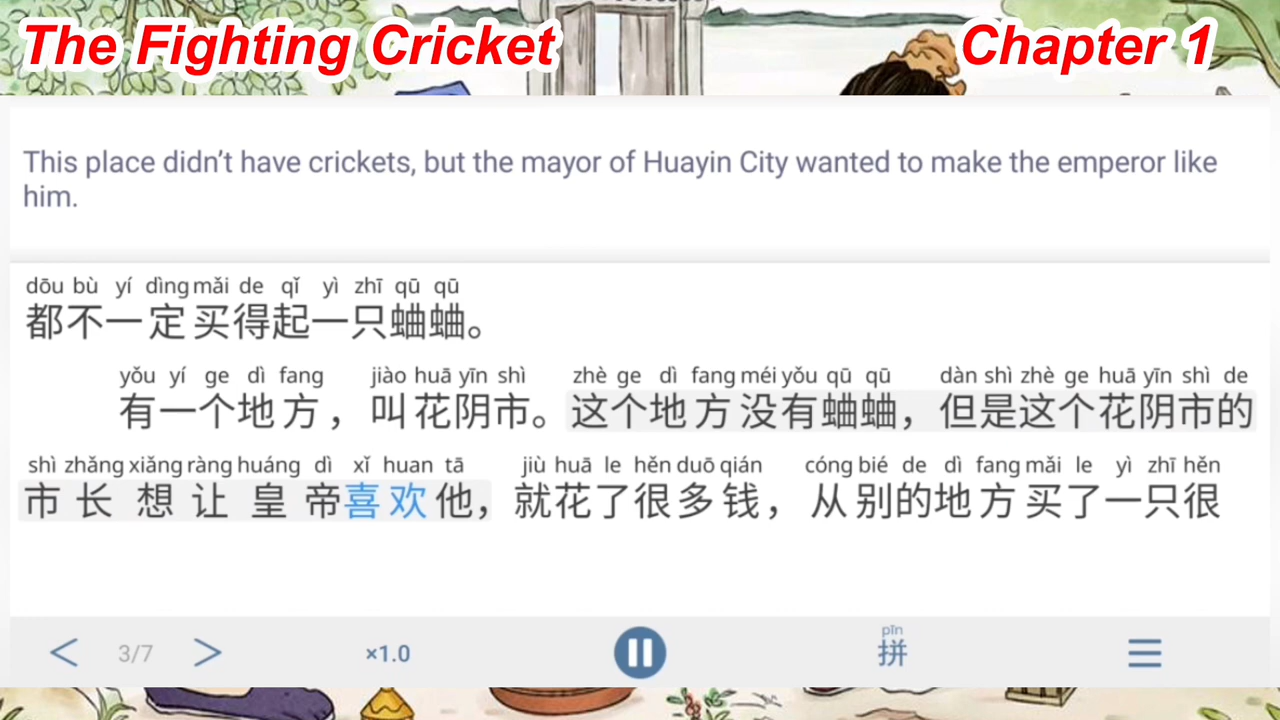 The Fighting Cricket
Chapter 1
This place didn't have crickets, but the mayor of Huayin City wanted to make the emperor like
him.
dōu bù yí dìng mǎi de qǐ yì zhī qū qū
都不一定买得起一只蛐蛐。
yǒu yí ge dì fang jiào huā yīn shì zhè ge dì fang méi yǒu qū qū dàn shì zhè ge huā yīn shì de
有一个地方，叫花阴市。这个地方没有蛐蛐，但是这个花阴市的
shì zhǎng xiǎng ràng huáng dì xǐ huan tā jiù huā le hěn duō qián cóng bié de dì fang mǎi le yì zhī hěn
市长想让皇帝喜欢他，就花了很多钱，从别的地方买了一只很
< 3/7 > ×1.0
pīn
拼